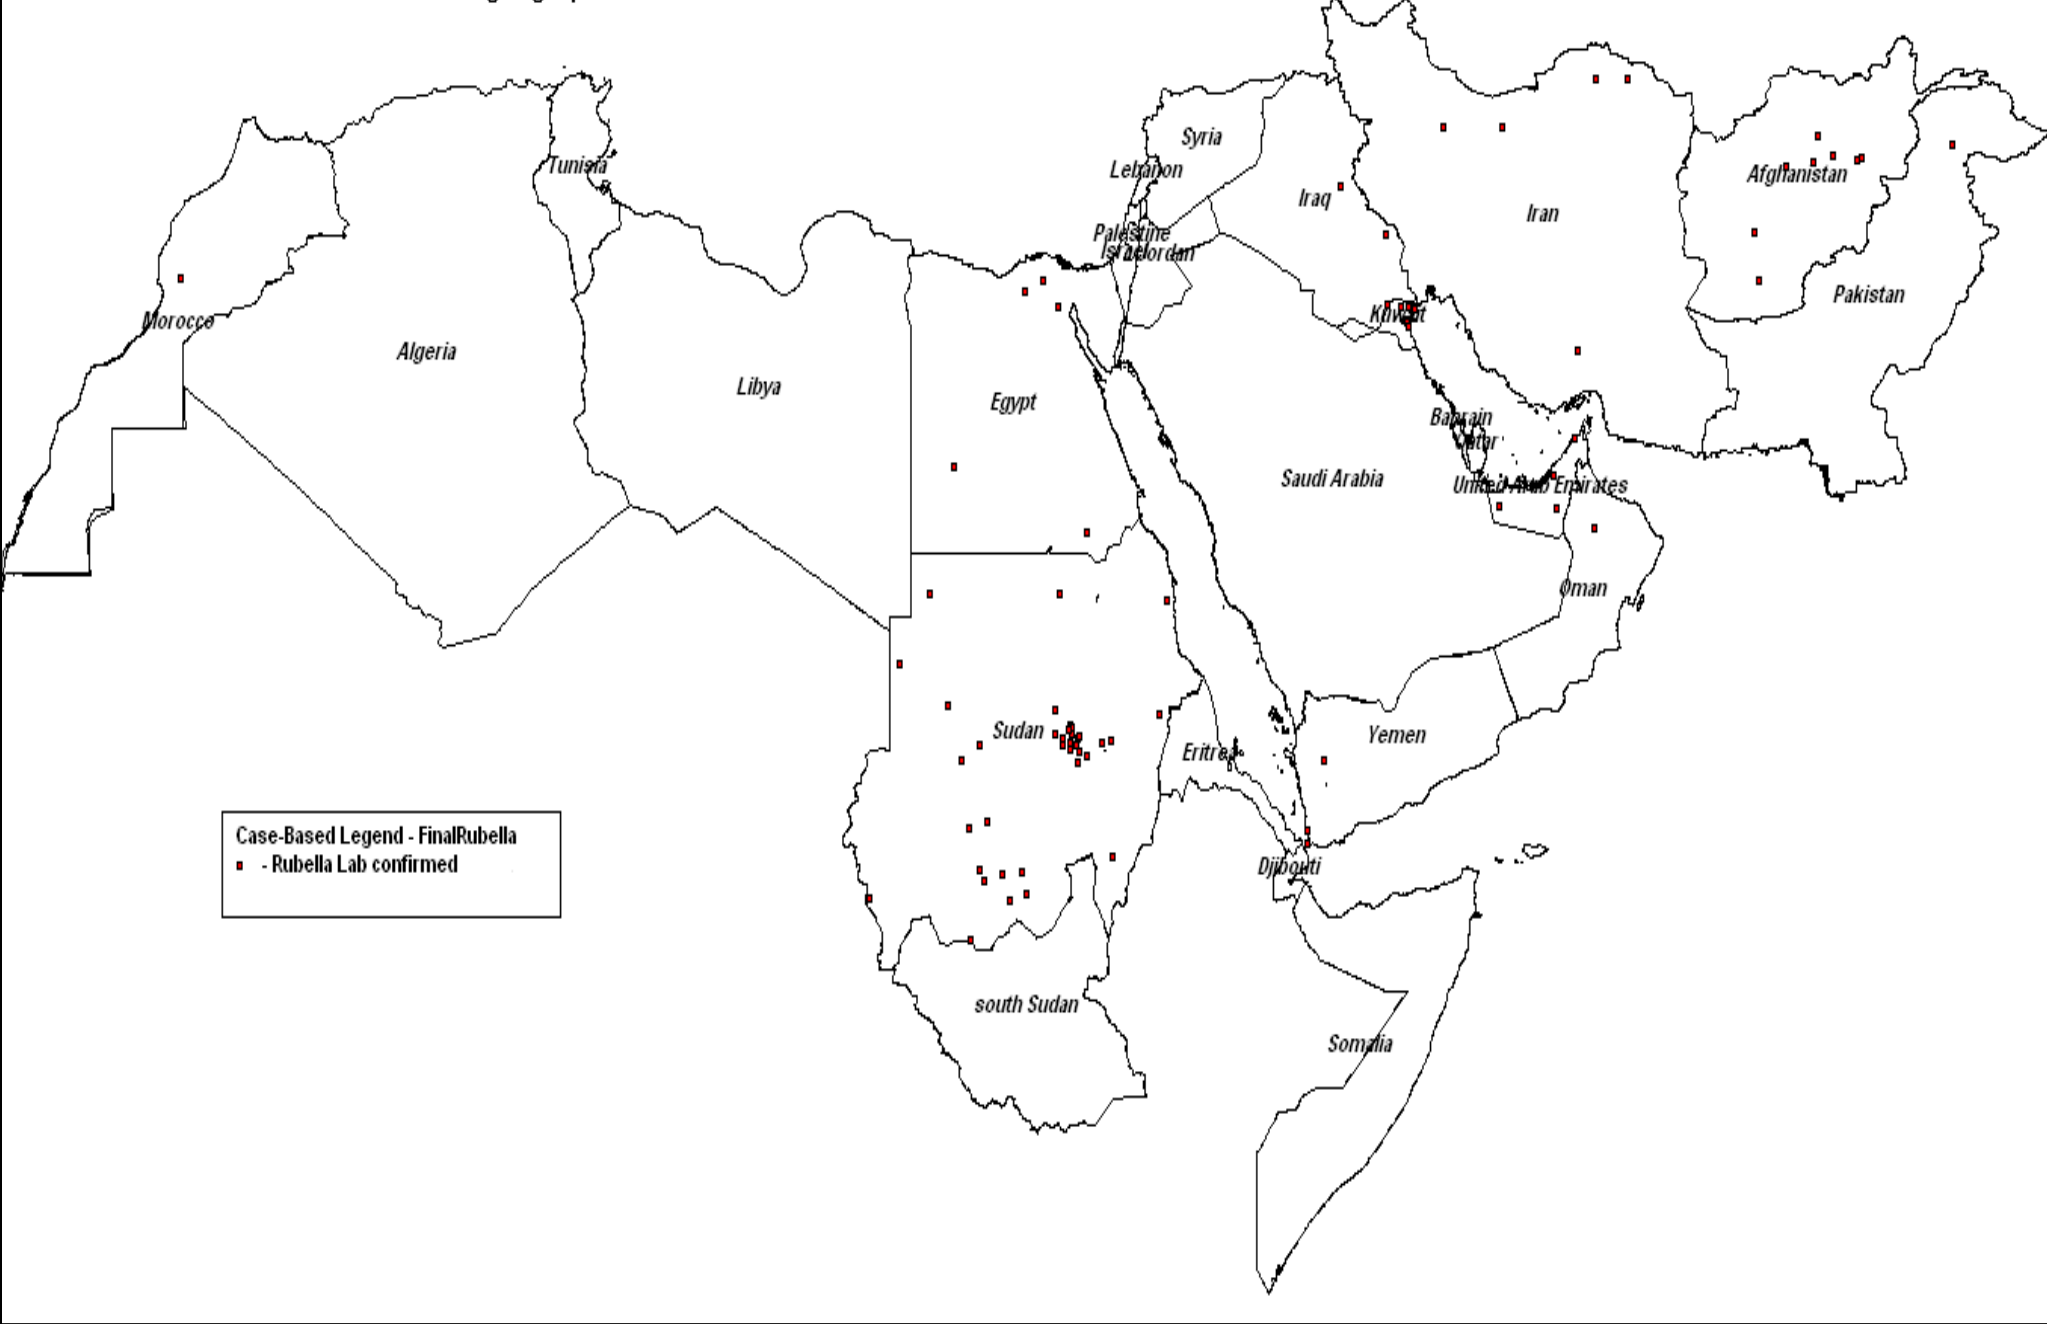 Syria
Tunisia
Lebanon
Afghanistan
Iraq
Iran
Palestine
Israel
Jordan
Pakistan
Kuwait
Morocco
Algeria
Libya
Egypt
Bahrain
Qatar
Saudi Arabia
United Arab Emirates
Oman
Sudan
Yemen
Eritrea
Case-Based Legend - FinalRubella
- Rubella Lab confirmed
Djibouti
south Sudan
Somalia